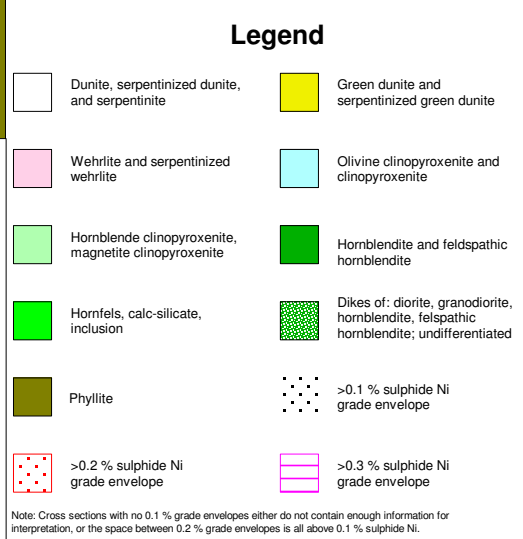 Legend
Dunite, serpentinized dunite,
and serpentinite
Green dunite and
serpentinized green dunite
Wehrlite and serpentinized
wehrlite
Olivine clinopyroxenite and
clinopyroxenite
Hornblende clinopyroxenite,
magnetite clinopyroxenite
Hornblendite and feldspathic
hornblendite
Hornfels, calc-silicate,
inclusion
Dikes of: diorite, granodiorite,
hornblendite, felspathic
hornblendite; undifferentiated
Phyllite
>0.1 % sulphide Ni
grade envelope
>0.2 % sulphide Ni
grade envelope
>0.3 % sulphide Ni
grade envelope
Note: Cross sections with no 0.1 % grade envelopes either do not contain enough information for
interpretation, or the space between 0.2 % grade envelopes is all above 0.1 % sulphide Ni.